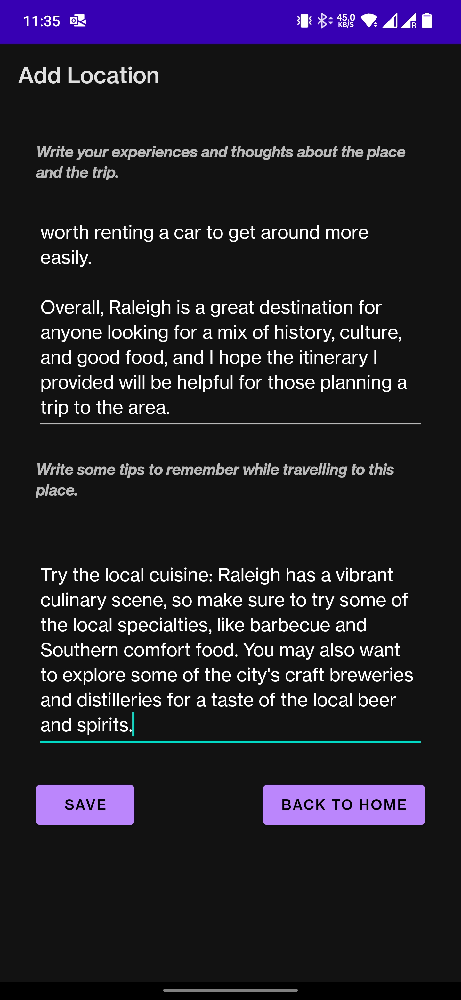 11:35
45.0
KB/S
R
Add Location
Write your experiences and thoughts about the place
and the trip.
worth renting a car to get around more
easily.
Overall, Raleigh is a great destination for
anyone looking for a mix of history, culture,
and good food, and I hope the itinerary I
provided will be helpful for those planning a
trip to the area.
Write some tips to remember while travelling to this
place.
Try the local cuisine: Raleigh has a vibrant
culinary scene, so make sure to try some of
the local specialties, like barbecue and
Southern comfort food. You may also want
to explore some of the city's craft breweries
and distilleries for a taste of the local beer
and spirits.
SAVE
BACK TO HOME